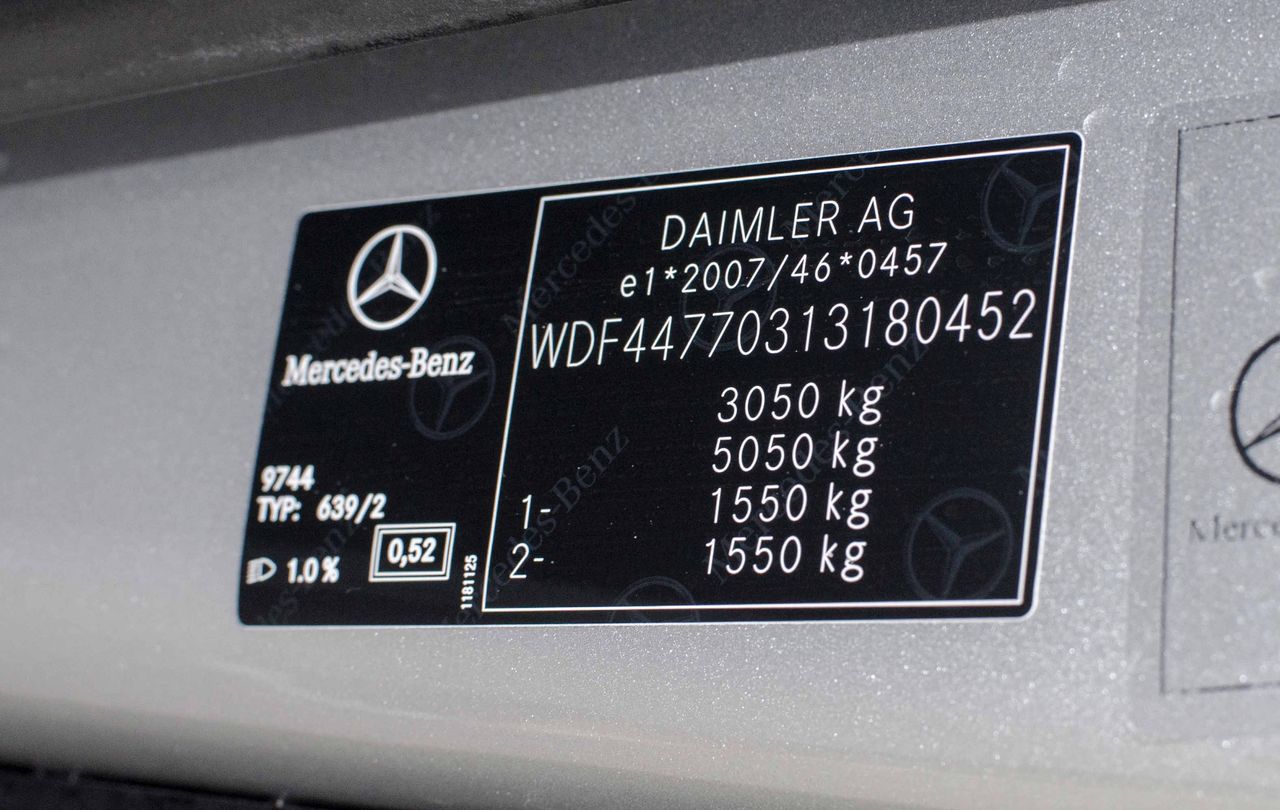 Mercedes-Benz
9744
TYP: 639/2
1.0 %
0,52
1181125
DAIMLER AG
e1*2007/46*0457
WDF44770313180452
3050 kg
5050 kg
1- 1550 kg
2- 1550 kg